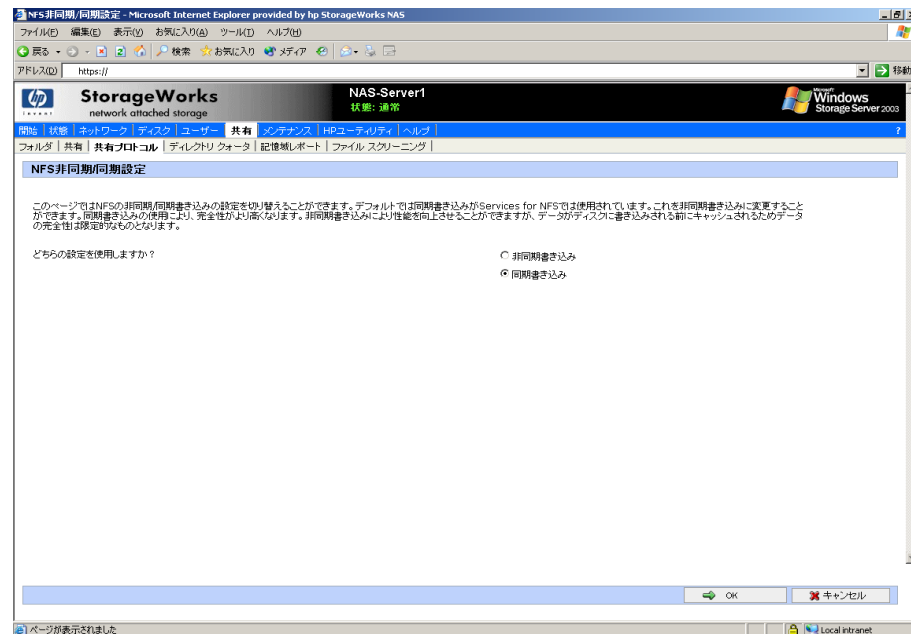 NFS非同期/同期設定 - Microsoft Internet Explorer provided by hp StorageWorks NAS
ファイル(F) 編集(E) 表示(V) お気に入り(A) ツール(T) ヘルプ(H)
戻る 検索 お気に入り メディア
アドレス(D) https:// 移動
hp invent StorageWorks NAS-Server1 Microsoft Windows
network attached storage 状態: 通常 Storage Server 2003
開始 状態 ネットワーク ディスク ユーザー 共有 メンテナンス HPユーティリティ ヘルプ ?
フォルダ 共有 共有プロトコル ディレクトリ クォータ 記憶域レポート ファイル スクリーニング
NFS非同期/同期設定
このページではNFSの非同期/同期書き込みの設定を切り替えることができます。デフォルトでは同期書き込みがServices for NFSでは使用されています。これを非同期書き込みに変更すること
ができます。同期書き込みの使用により、完全性がより高くなります。非同期書き込みにより性能を向上させることができますが、データがディスクに書き込みされる前にキャッシュされるためデータ
の完全性は限定的なものとなります。
どちらの設定を使用しますか? 非同期書き込み
同期書き込み
OK キャンセル
ページが表示されました Local intranet